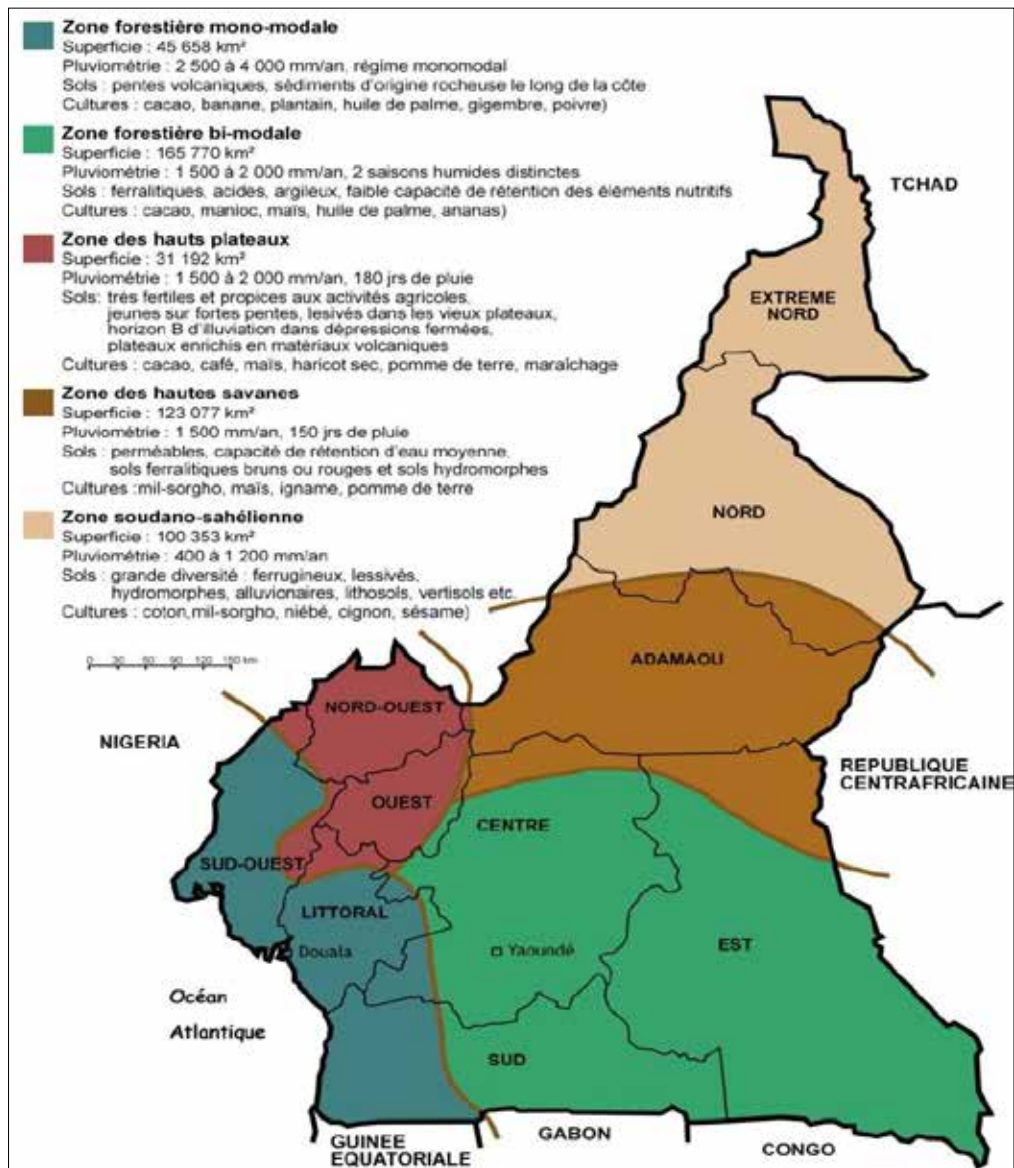 Zone forestière mono-modale
Superficie : 45 658 km²
Pluviométrie : 2 500 à 4 000 mm/an, régime monomodal
Sols : pentes volcaniques, sédiments d'origine rocheuse le long de la côte
Cultures : cacao, banane, plantain, huile de palme, gigembre, poivre)
Zone forestière bi-modale
Superficie : 165 770 km²
Pluviométrie : 1 500 à 2 000 mm/an, 2 saisons humides distinctes
Sols : ferralitiques, acides, argileux, faible capacité de rétention des éléments nutritifs
Cultures : cacao, manioc, maïs, huile de palme, ananas)
Zone des hauts plateaux
Superficie : 31 192 km²
Pluviométrie : 1 500 à 2 000 mm/an, 180 jrs de pluie
Sols: très fertiles et propices aux activités agricoles,
jeunes sur fortes pentes, lesivés dans les vieux plateaux,
horizon B d'illuviation dans dépressions fermées,
plateaux enrichis en matériaux volcaniques
Cultures : cacao, café, maïs, haricot sec, pomme de terre, maraîchage
Zone des hautes savanes
Superficie : 123 077 km²
Pluviométrie : 1 500 mm/an, 150 jrs de pluie
Sols : perméables, capacité de rétention d'eau moyenne,
sols ferralitiques bruns ou rouges et sols hydromorphes
Cultures :mil-sorgho, maïs, igname, pomme de terre
Zone soudano-sahélienne
Superficie : 100 353 km²
Pluviométrie : 400 à 1 200 mm/an
Sols : grande diversité : ferrugineux, lessivés,
hydromorphes, alluvionaires, lithosols, vertisols etc.
Cultures : coton,mil-sorgho, niébé, oignon, sésame)
0 30 60 90 120 150 km
TCHAD
EXTREME
NORD
NORD
ADAMAOU
NORD-OUEST
NIGERIA
REPUBLIQUE
CENTRAFRICAINE
OUEST
CENTRE
SUD-OUEST
LITTORAL
EST
Douala
Yaoundé
Océan
Atlantique
SUD
GUINEE
EQUATORIALE
GABON
CONGO